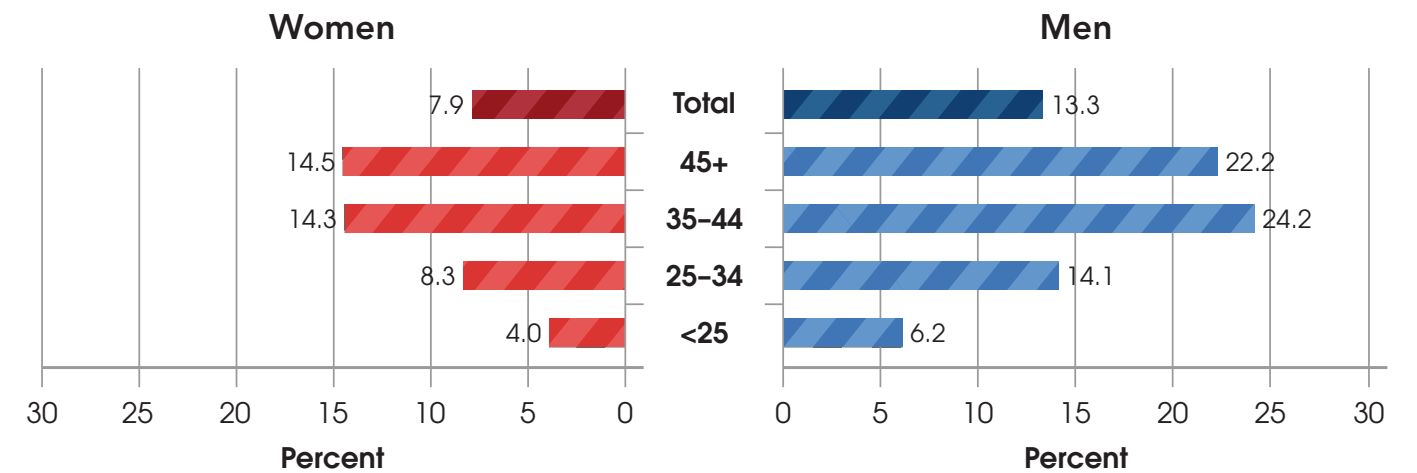 Women Men
7.9 Total 13.3
14.5 45+ 22.2
14.3 35–44 24.2
8.3 25–34 14.1
4.0 <25 6.2
30 25 20 15 10 5 0 0 5 10 15 20 25 30
Percent Percent